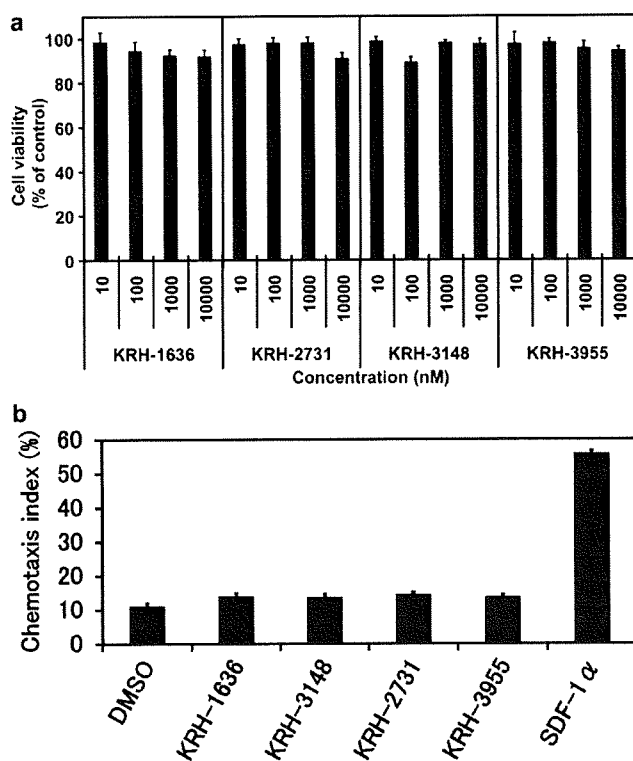 a
Cell viability
(% of control)
100
80
60
40
20
0
10 100 1000 10000 10 100 1000 10000 10 100 1000 10000 10 100 1000 10000
KRH-1636 KRH-2731 KRH-3148 KRH-3955
Concentration (nM)
b
Chemotaxis index (%)
60
50
40
30
20
10
0
DMSO KRH-1636 KRH-3148 KRH-2731 KRH-3955 SDF-1α